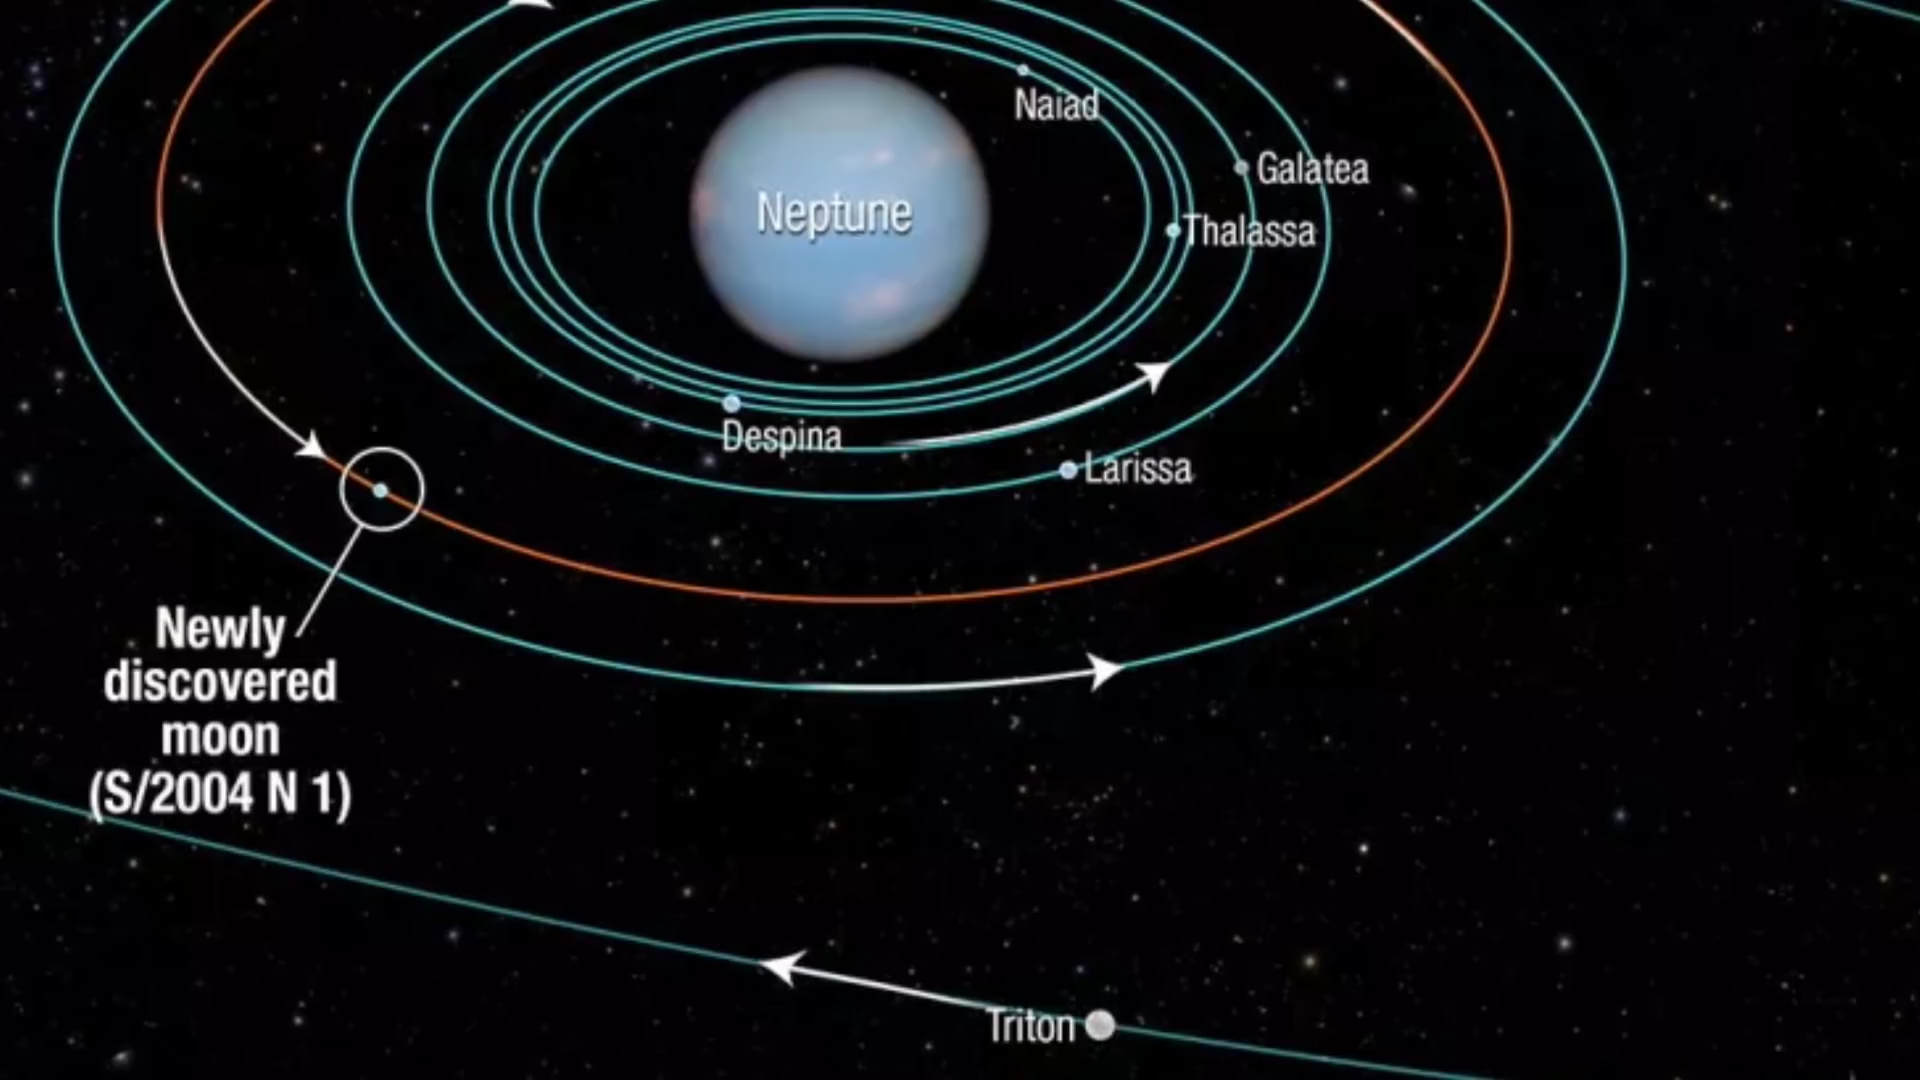 Naiad
Galatea
Neptune
Thalassa
Despina
Larissa
Newly
discovered
moon
(S/2004 N 1)
Triton